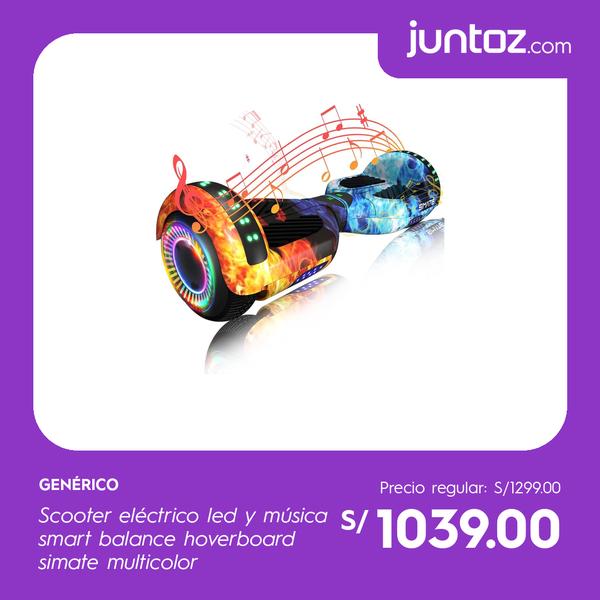 juntoz.com
GENÉRICO
Scooter eléctrico led y música
smart balance hoverboard
simate multicolor
Precio regular: S/1299.00
S/ 1039.00